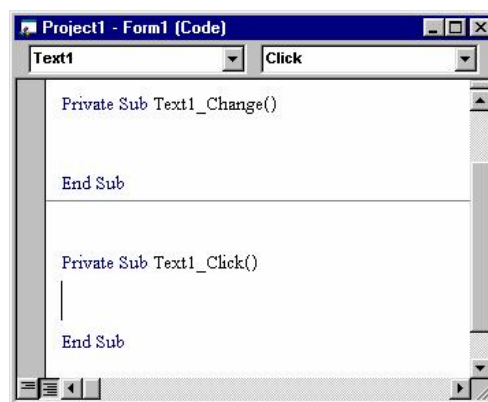 Project1 - Form1 (Code)
Text1 Click
Private Sub Text1_Change()
End Sub
Private Sub Text1_Click()
End Sub